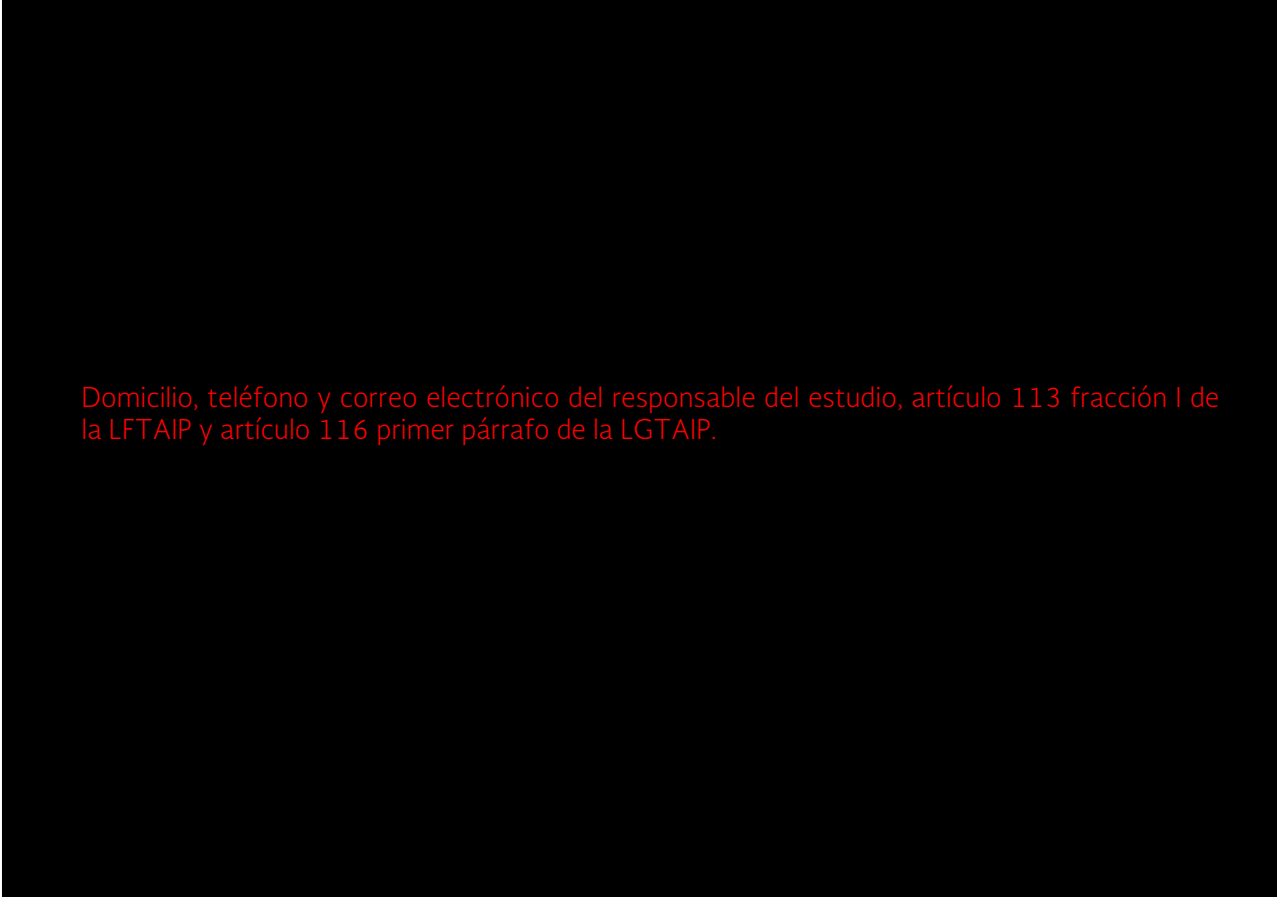 Domicilio, teléfono y correo electrónico del responsable del estudio, artículo 113 fracción I de
la LFTAIP y artículo 116 primer párrafo de la LGTAIP.